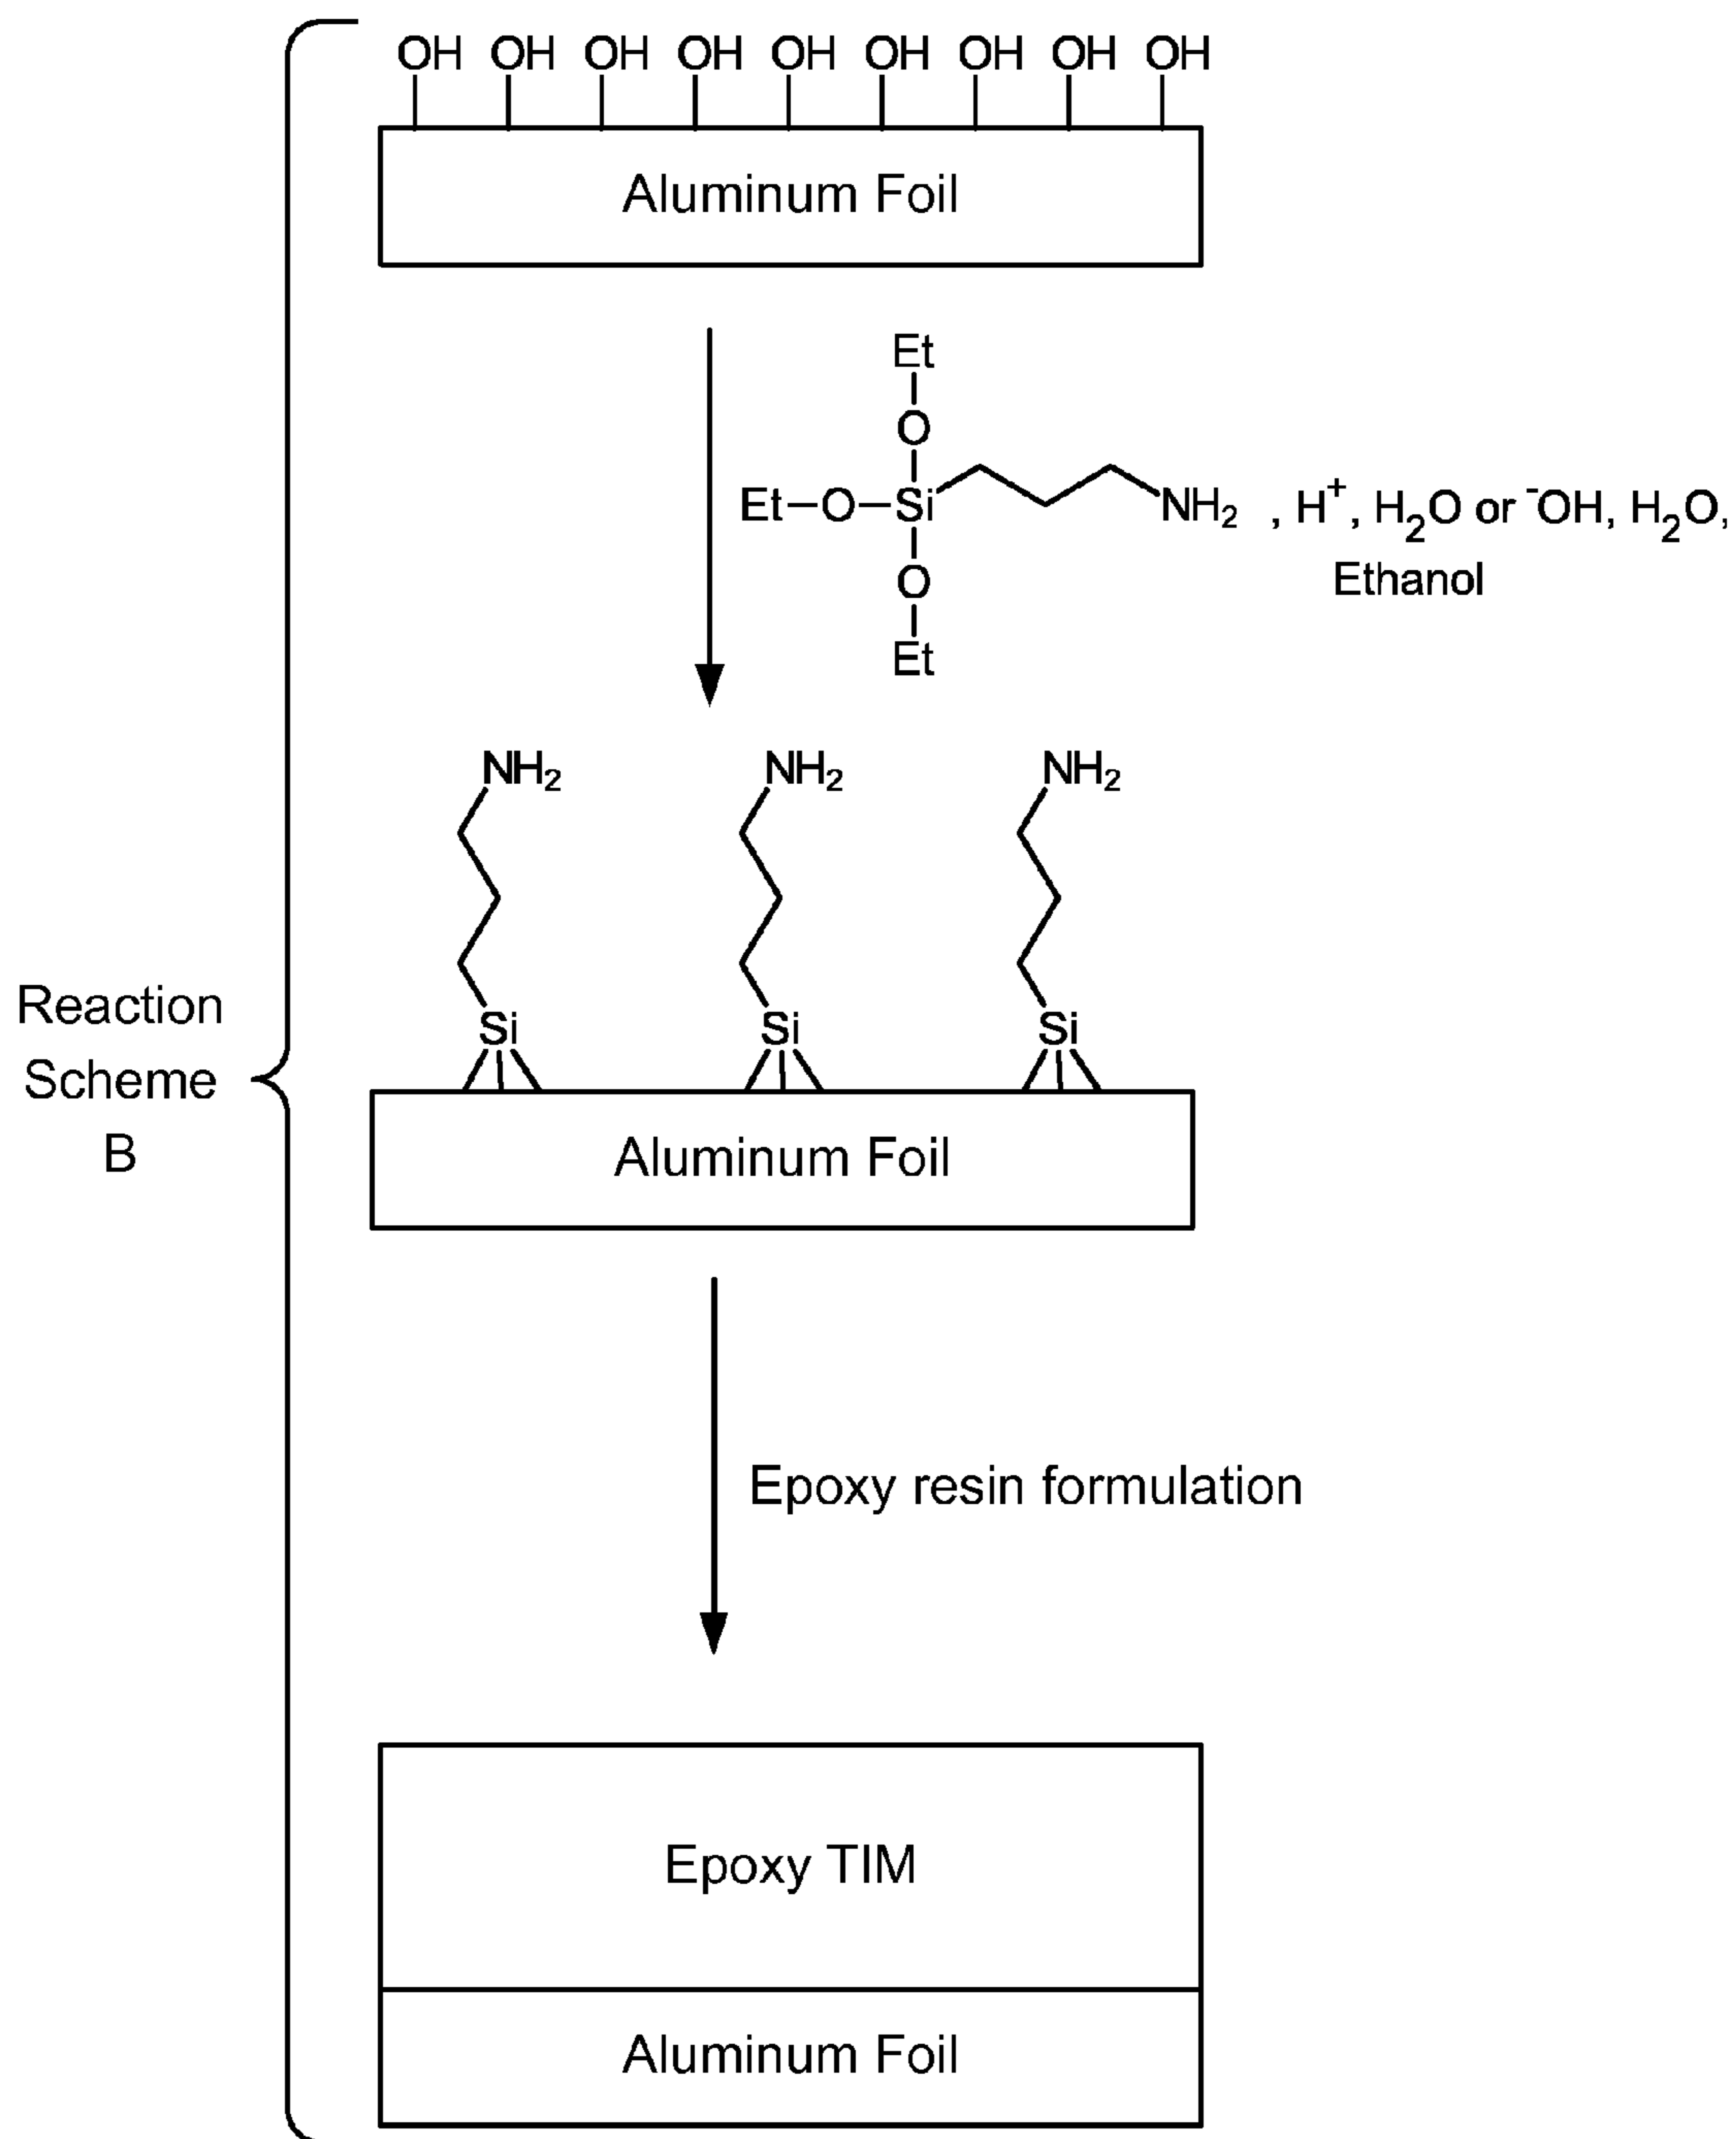 OH OH OH OH OH OH OH OH OH
Aluminum Foil
Et
O
Et—O—Si NH₂ , H⁺, H₂O or ⁻OH, H₂O,
Ethanol
O
Et
NH₂ NH₂ NH₂
Si Si Si
Reaction
Scheme
B
Aluminum Foil
Epoxy resin formulation
Epoxy TIM
Aluminum Foil